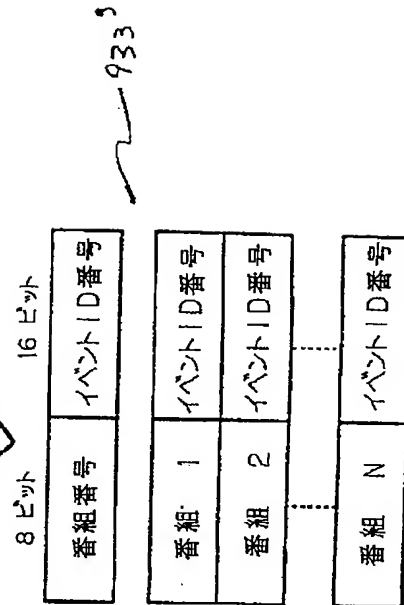 8 ビット 16 ビット
番組番号 イベントID番号
番組 1 イベントID番号
番組 2 イベントID番号
番組 N イベントID番号